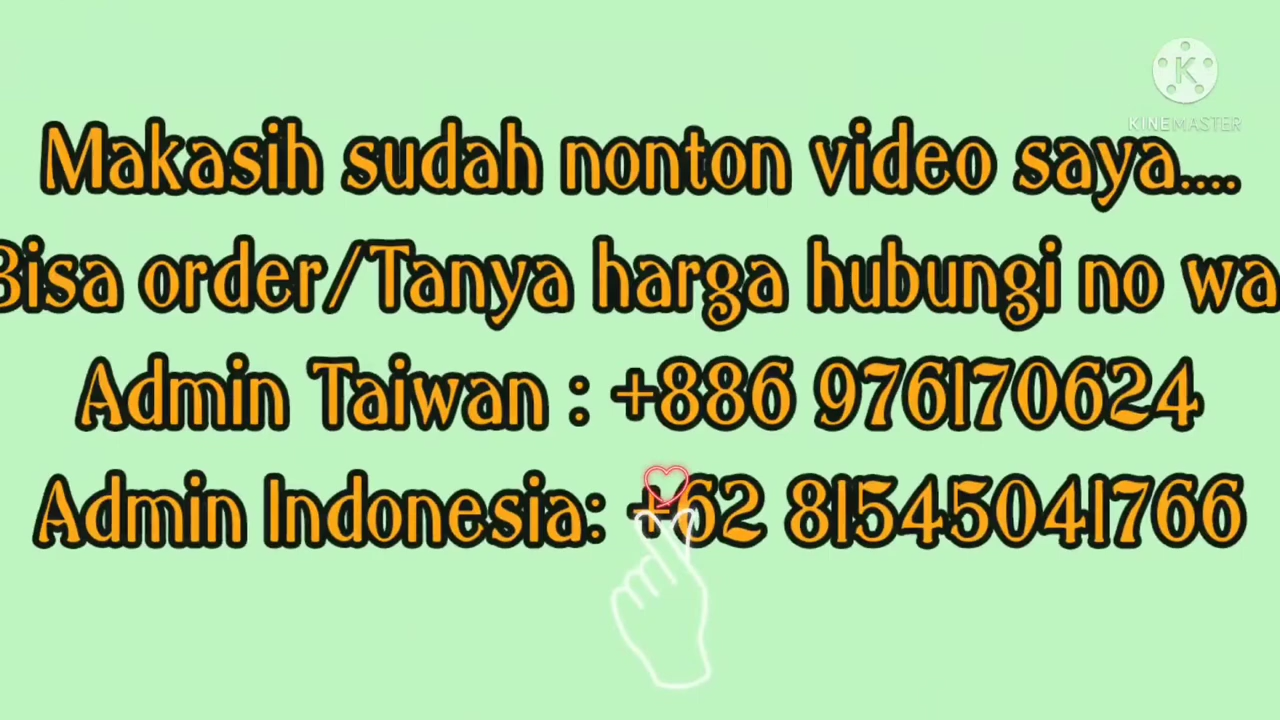 KINEMASTER
Makasih sudah nonton video saya....
Bisa order/Tanya harga hubungi no wa
Admin Taiwan : +886 976170624
Admin Indonesia: +62 81545041766